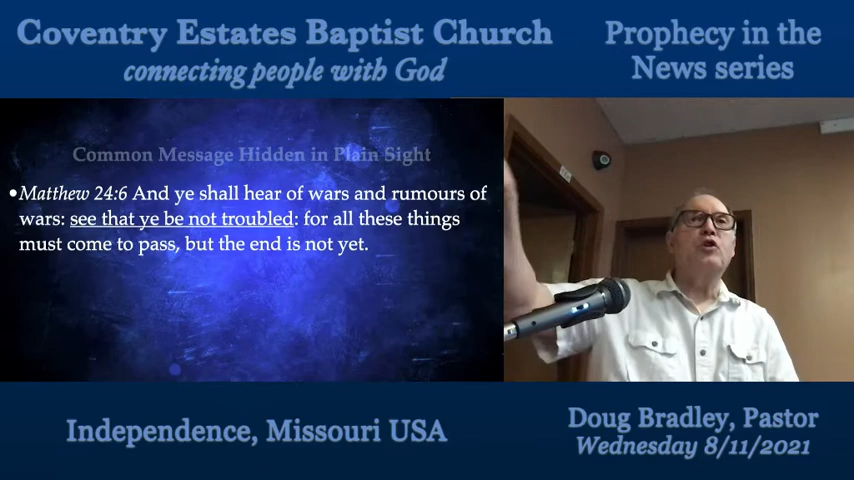 Coventry Estates Baptist Church
connecting people with God
Prophecy in the
News series
Common Message Hidden in Plain Sight
•Matthew 24:6 And ye shall hear of wars and rumours of
wars: see that ye be not troubled: for all these things
must come to pass, but the end is not yet.
Independence, Missouri USA
Doug Bradley, Pastor
Wednesday 8/11/2021